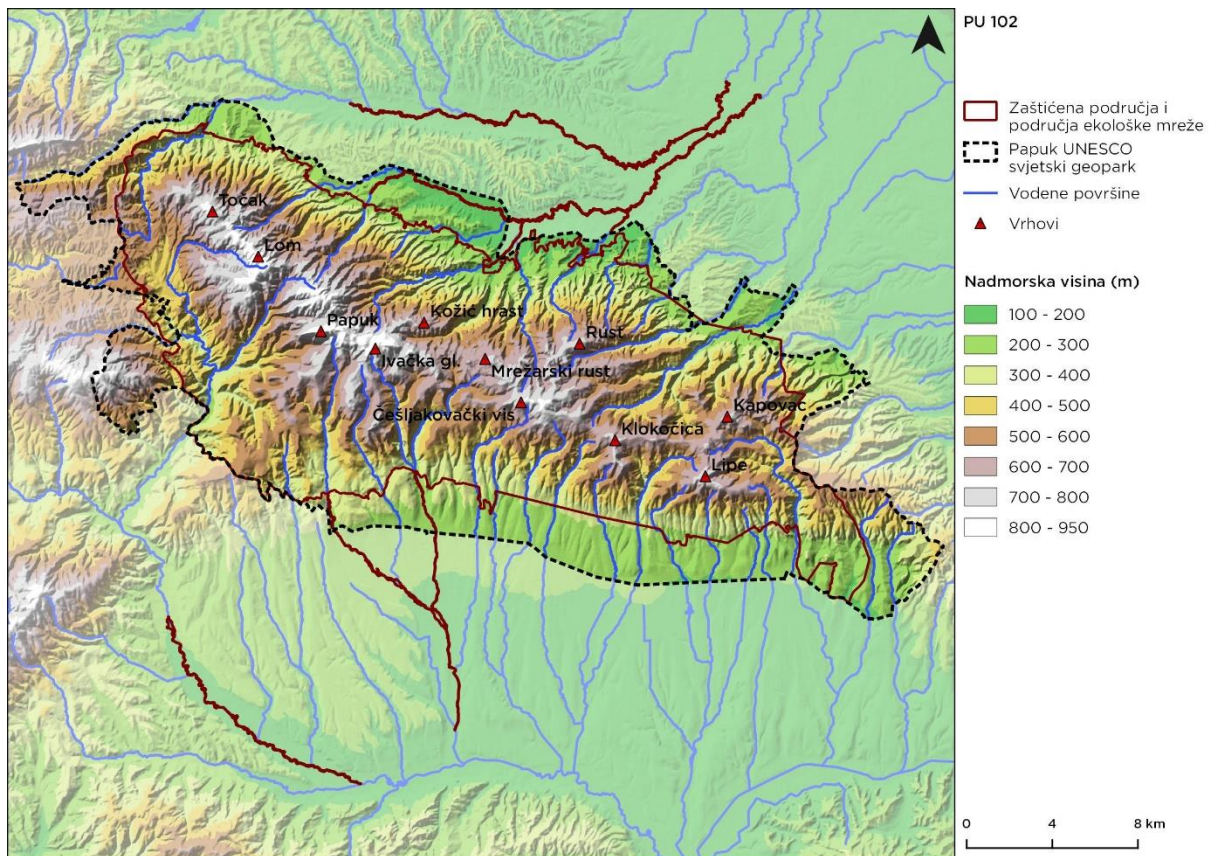 PU 102
Zaštićena područja i
područja ekološke mreže
Papuk UNESCO
svjetski geopark
Vodene površine
Vrhovi
Nadmorska visina (m)
100 - 200
200 - 300
300 - 400
400 - 500
500 - 600
600 - 700
700 - 800
800 - 950
0 4 8 km
Točak
Lom
Kožić hrast
Papuk
Rust
Ivačka gl.
Mrežarski rust
Češljakovački vis
Kapovac
Klokočica
Lipe